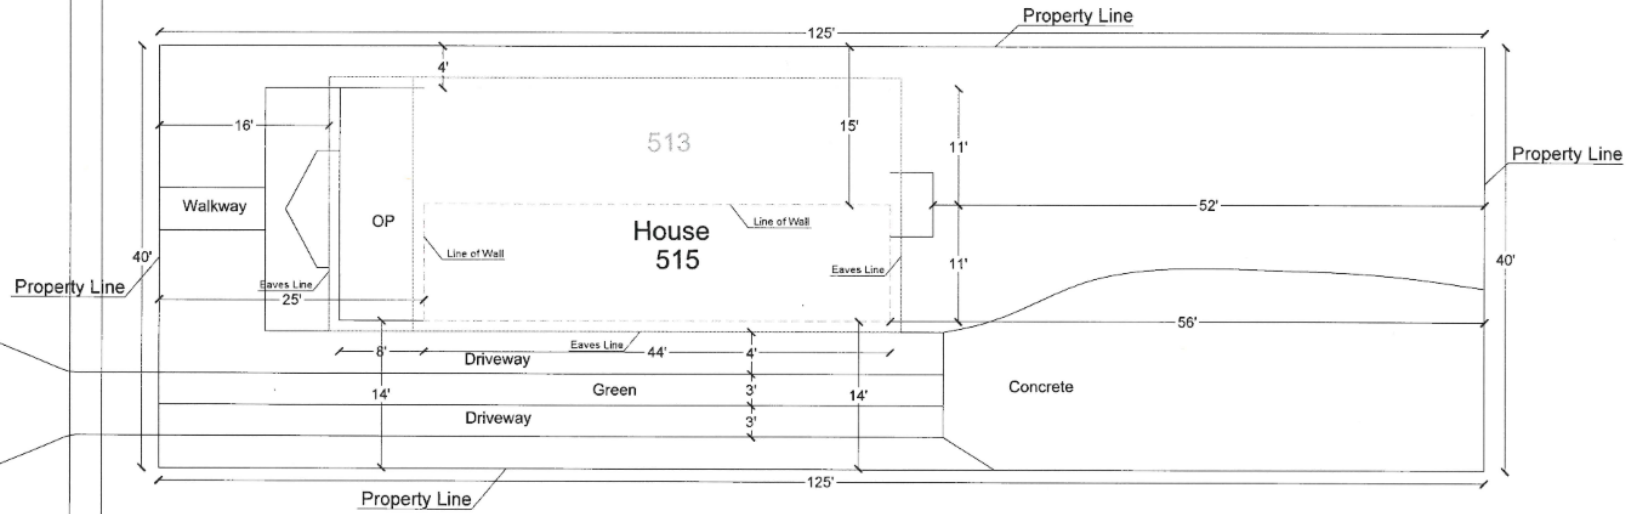 Property Line
125'
4'
16'
15'
513
11'
Property Line
Walkway
OP
House
515
Line of Wall
Line of Wall
52'
40'
Eaves Line
11'
40'
Property Line
Eaves Line
25'
56'
8'
Eaves Line
44'
4'
Driveway
Green
3'
14'
14'
Concrete
Driveway
3'
125'
Property Line